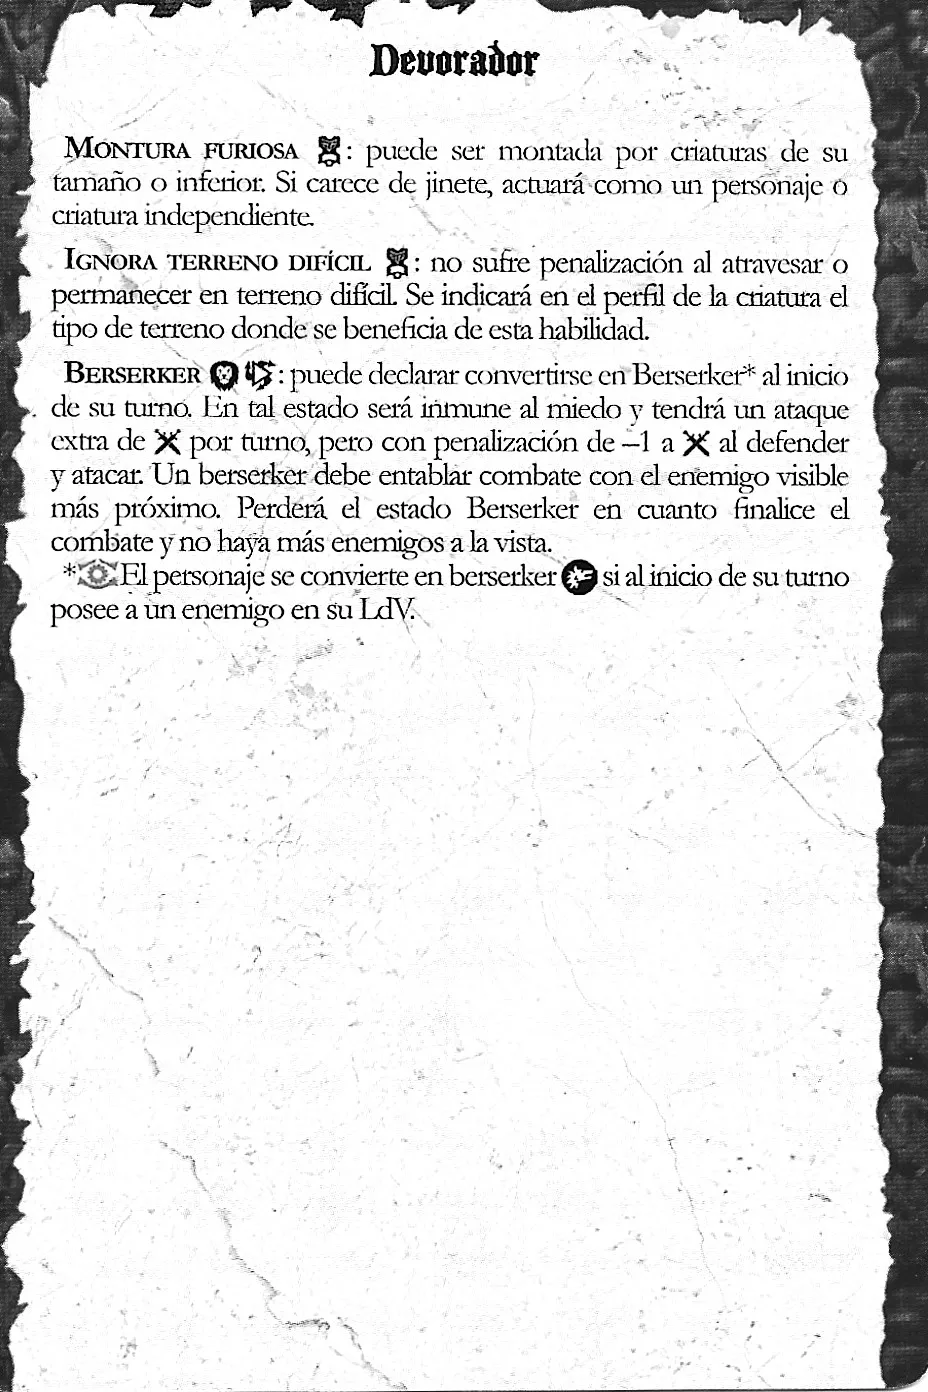 Devorador
MONTURA FURIOSA : puede ser montada por criaturas de su
tamaño o inferior. Si carece de jinete, actuará como un personaje o
criatura independiente.
IGNORA TERRENO DIFÍCIL : no sufre penalización al atravesar o
permanecer en terreno difícil. Se indicará en el perfil de la criatura el
tipo de terreno donde se beneficia de esta habilidad.
BERSERKER : puede declarar convertirse en Berserker* al inicio
de su turno. En tal estado será inmune al miedo y tendrá un ataque
extra de por turno, pero con penalización de –1 a al defender
y atacar. Un berserker debe entablar combate con el enemigo visible
más próximo. Perderá el estado Berserker en cuanto finalice el
combate y no haya más enemigos a la vista.
* El personaje se convierte en berserker si al inicio de su turno
posee a un enemigo en su LdV.